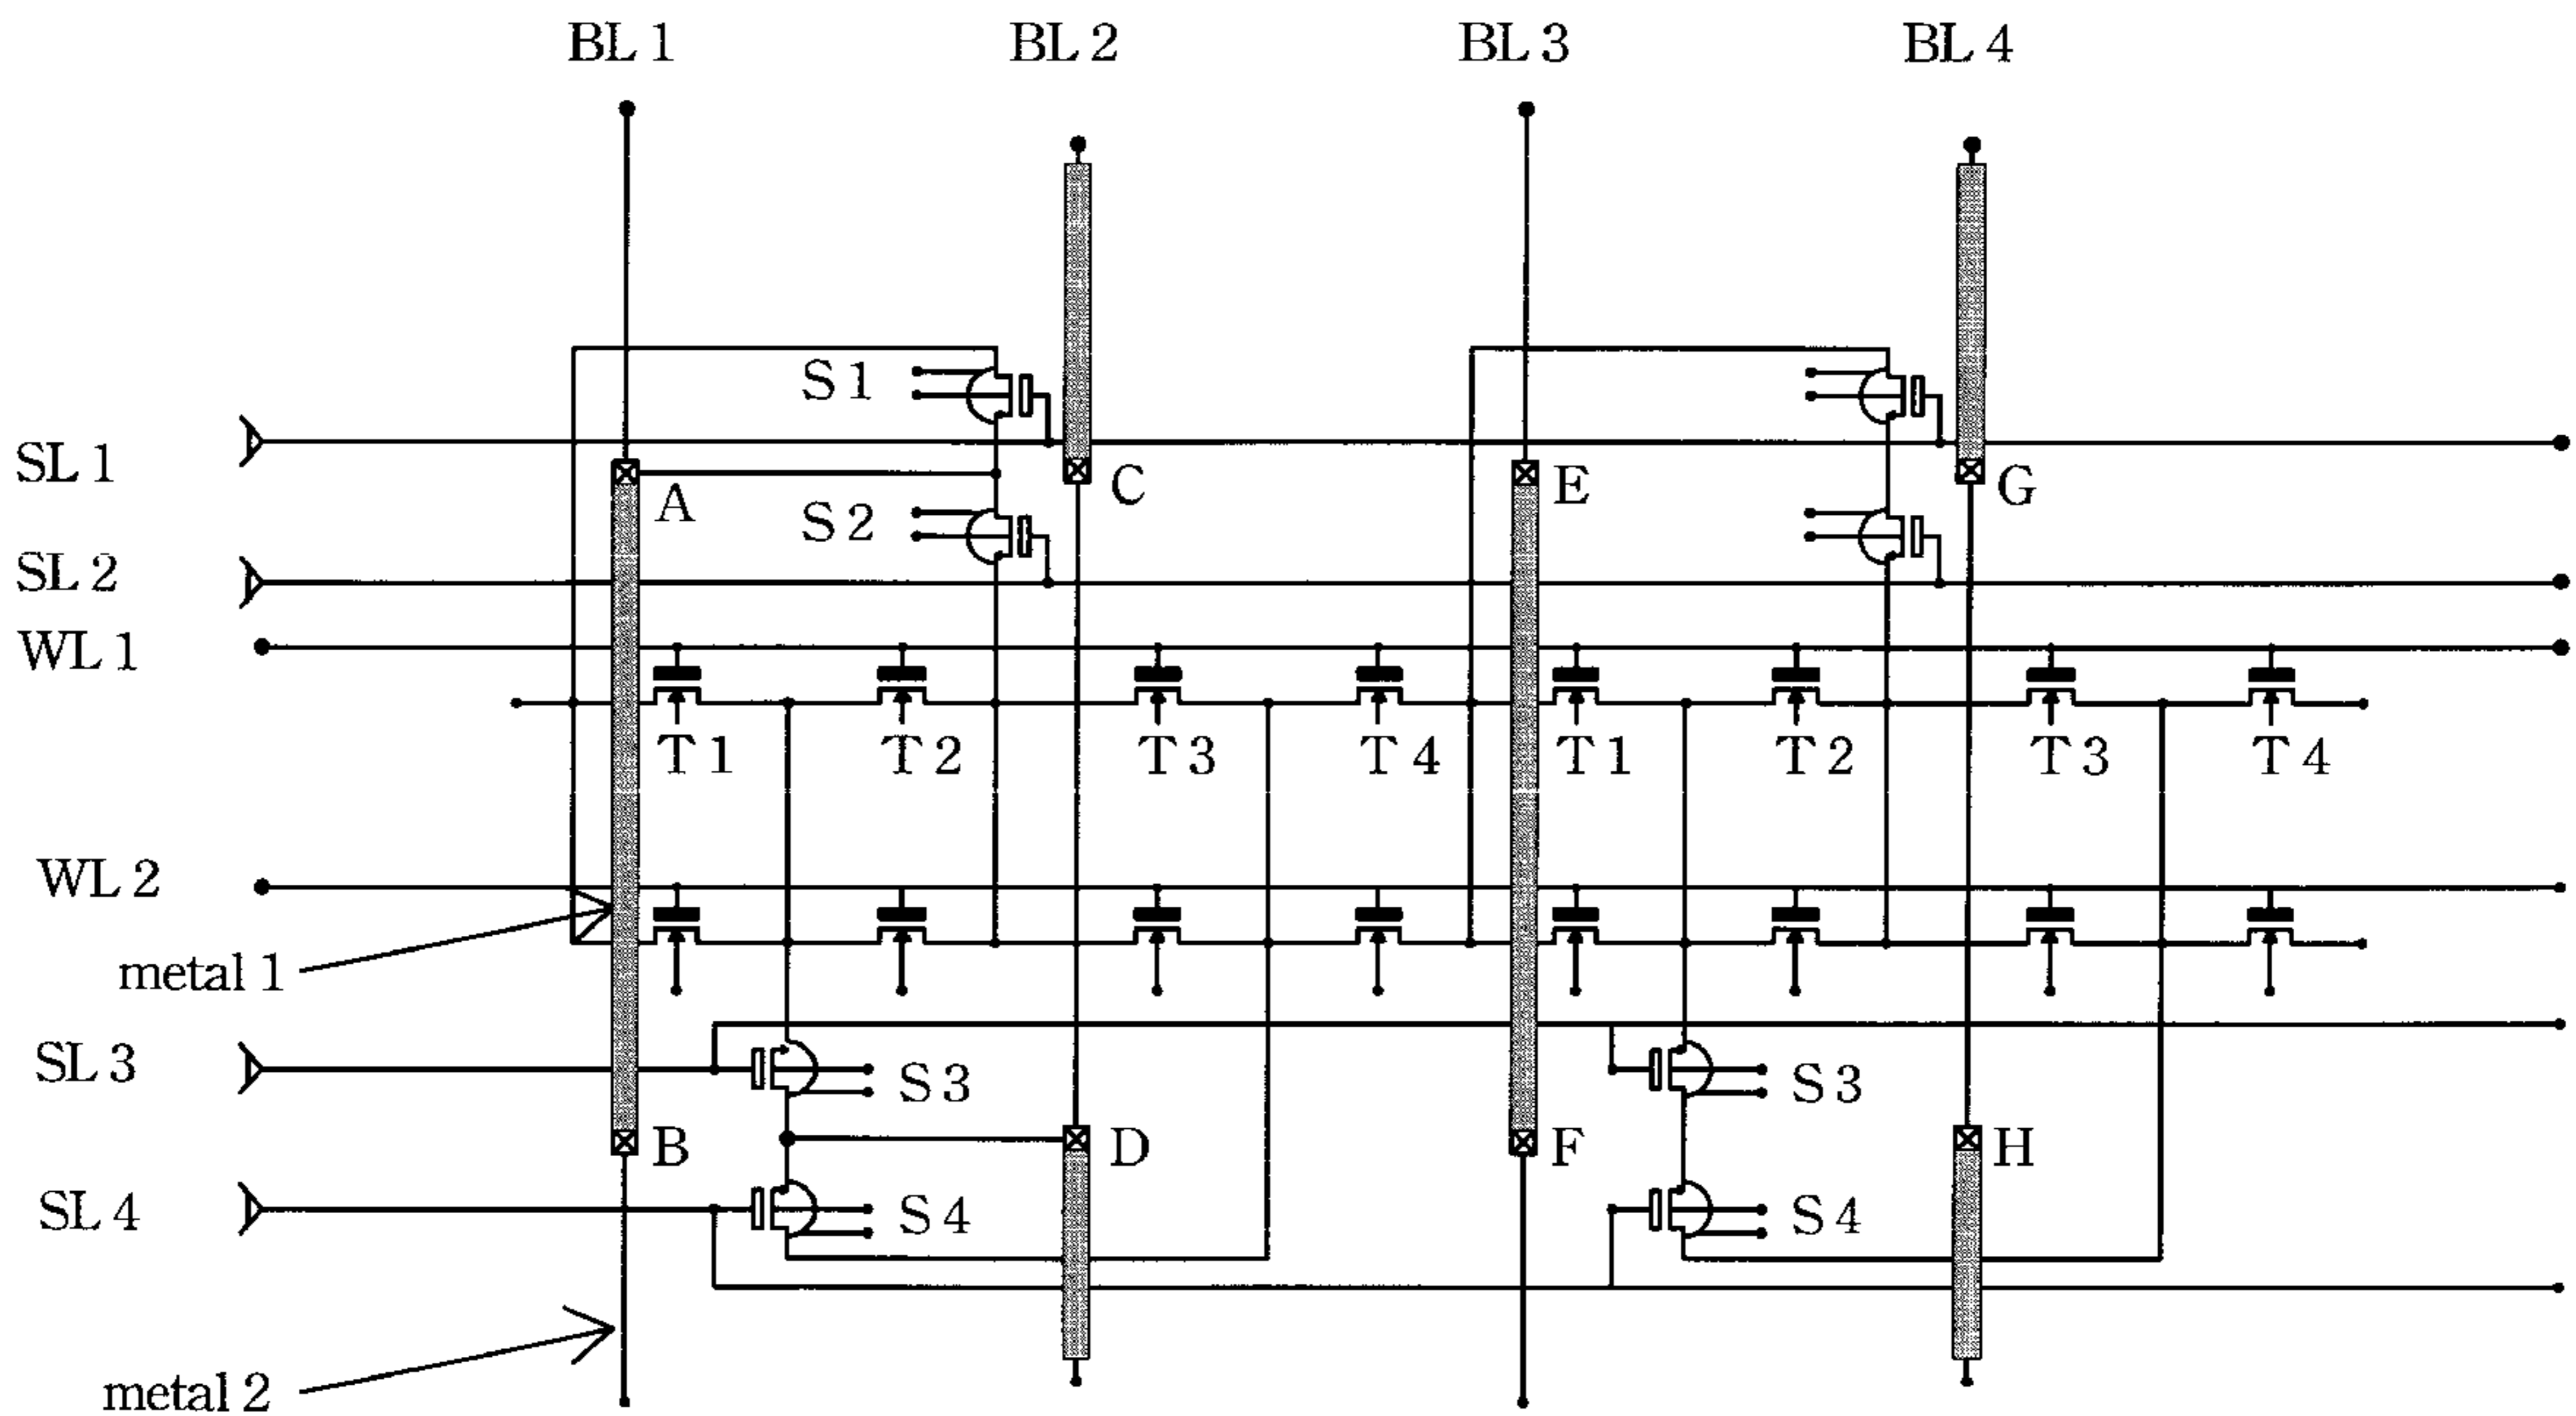 BL 1 BL 2 BL 3 BL 4
S 1
SL 1
A C E G
S 2
SL 2
WL 1
T 1 T 2 T 3 T 4 T 1 T 2 T 3 T 4
WL 2
metal 1
SL 3 S 3 S 3
B D F H
SL 4 S 4 S 4
metal 2